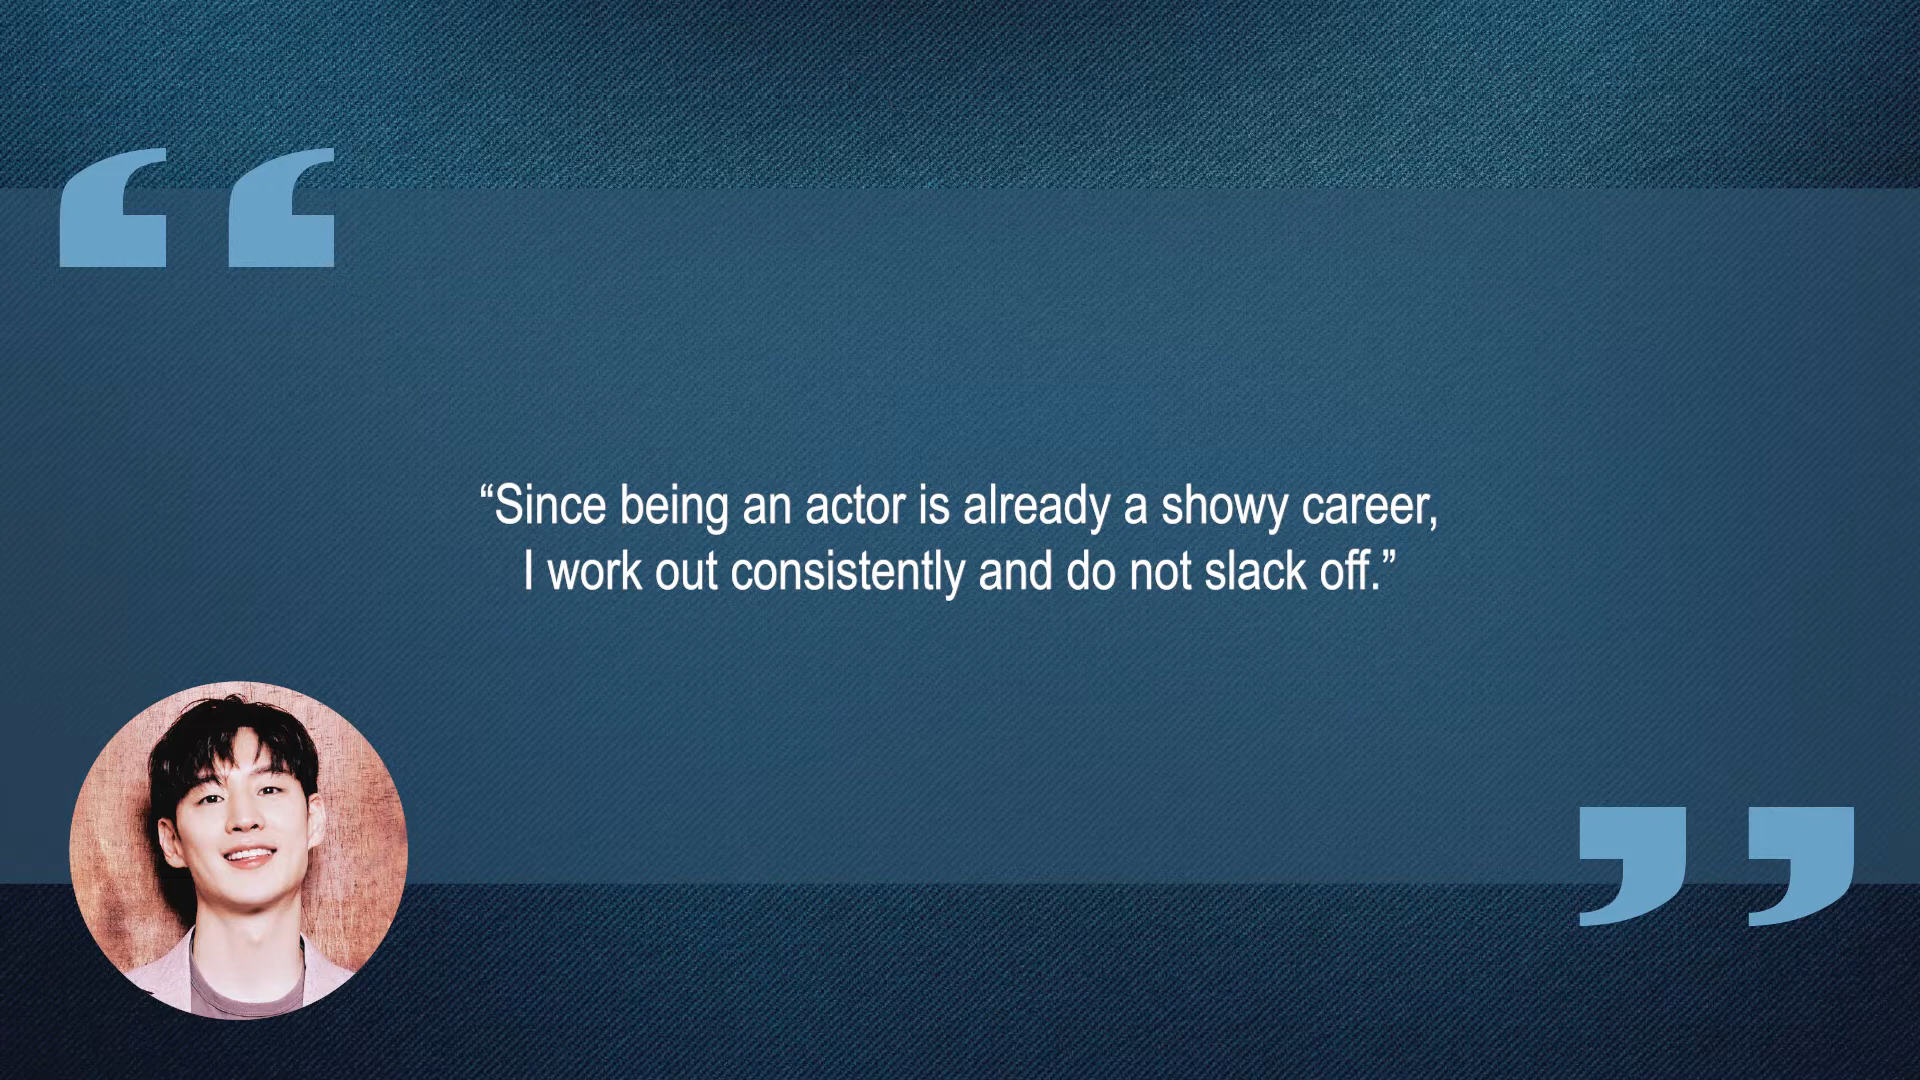 “Since being an actor is already a showy career,
I work out consistently and do not slack off.”